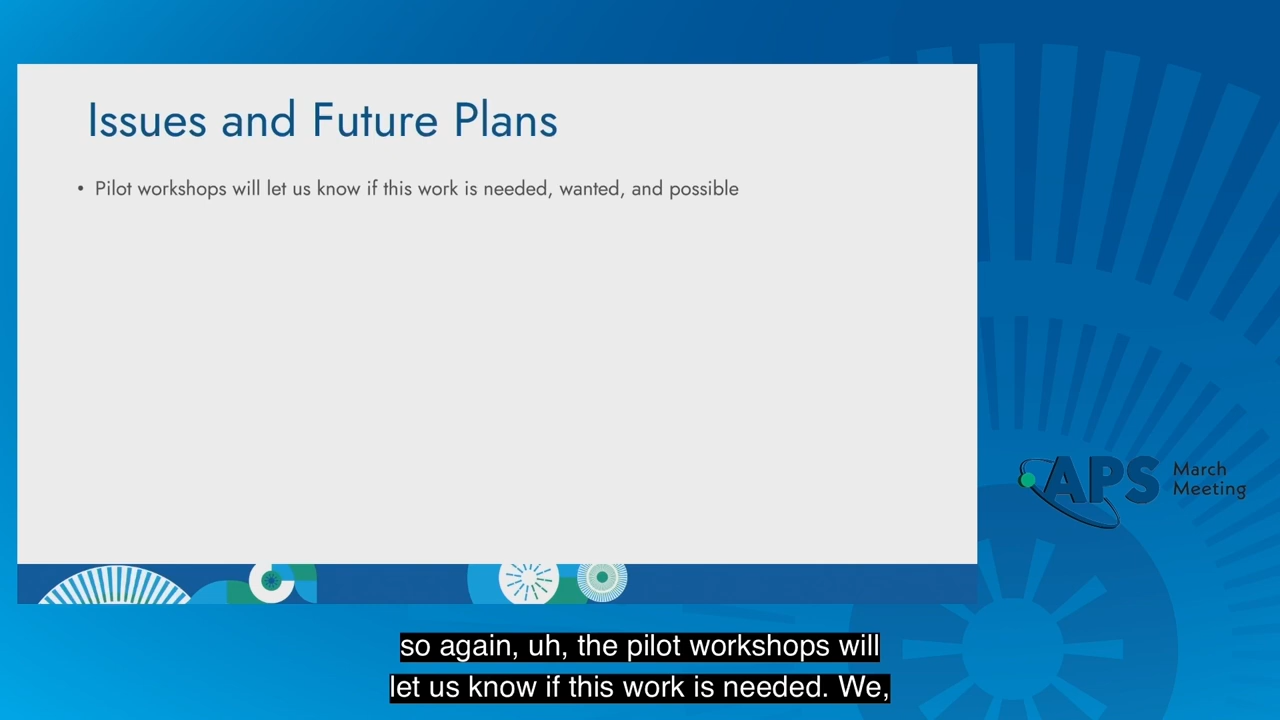 Issues and Future Plans
• Pilot workshops will let us know if this work is needed, wanted, and possible
APS March
Meeting
so again, uh, the pilot workshops will
let us know if this work is needed. We,